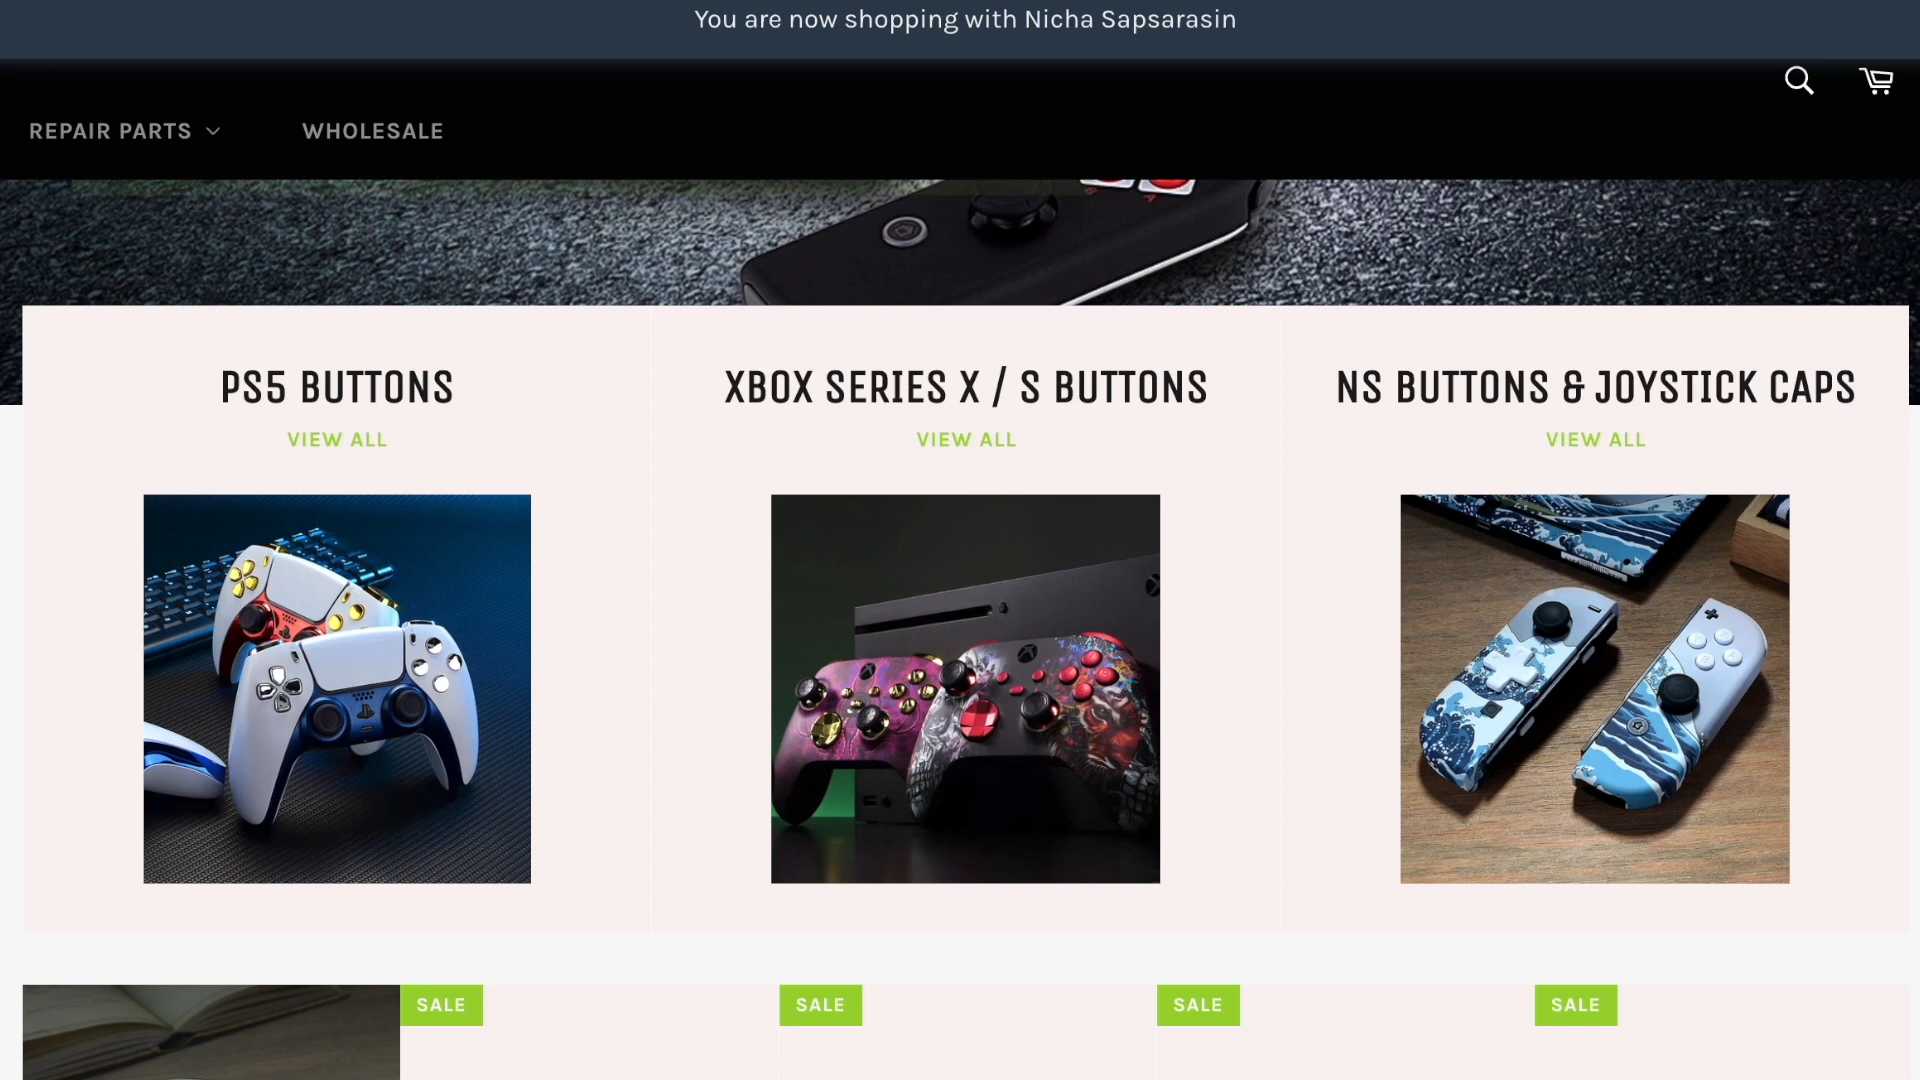 You are now shopping with Nicha Sapsarasin
REPAIR PARTS
WHOLESALE
PS5 BUTTONS
VIEW ALL
XBOX SERIES X / S BUTTONS
VIEW ALL
NS BUTTONS & JOYSTICK CAPS
VIEW ALL
SALE
SALE
SALE
SALE